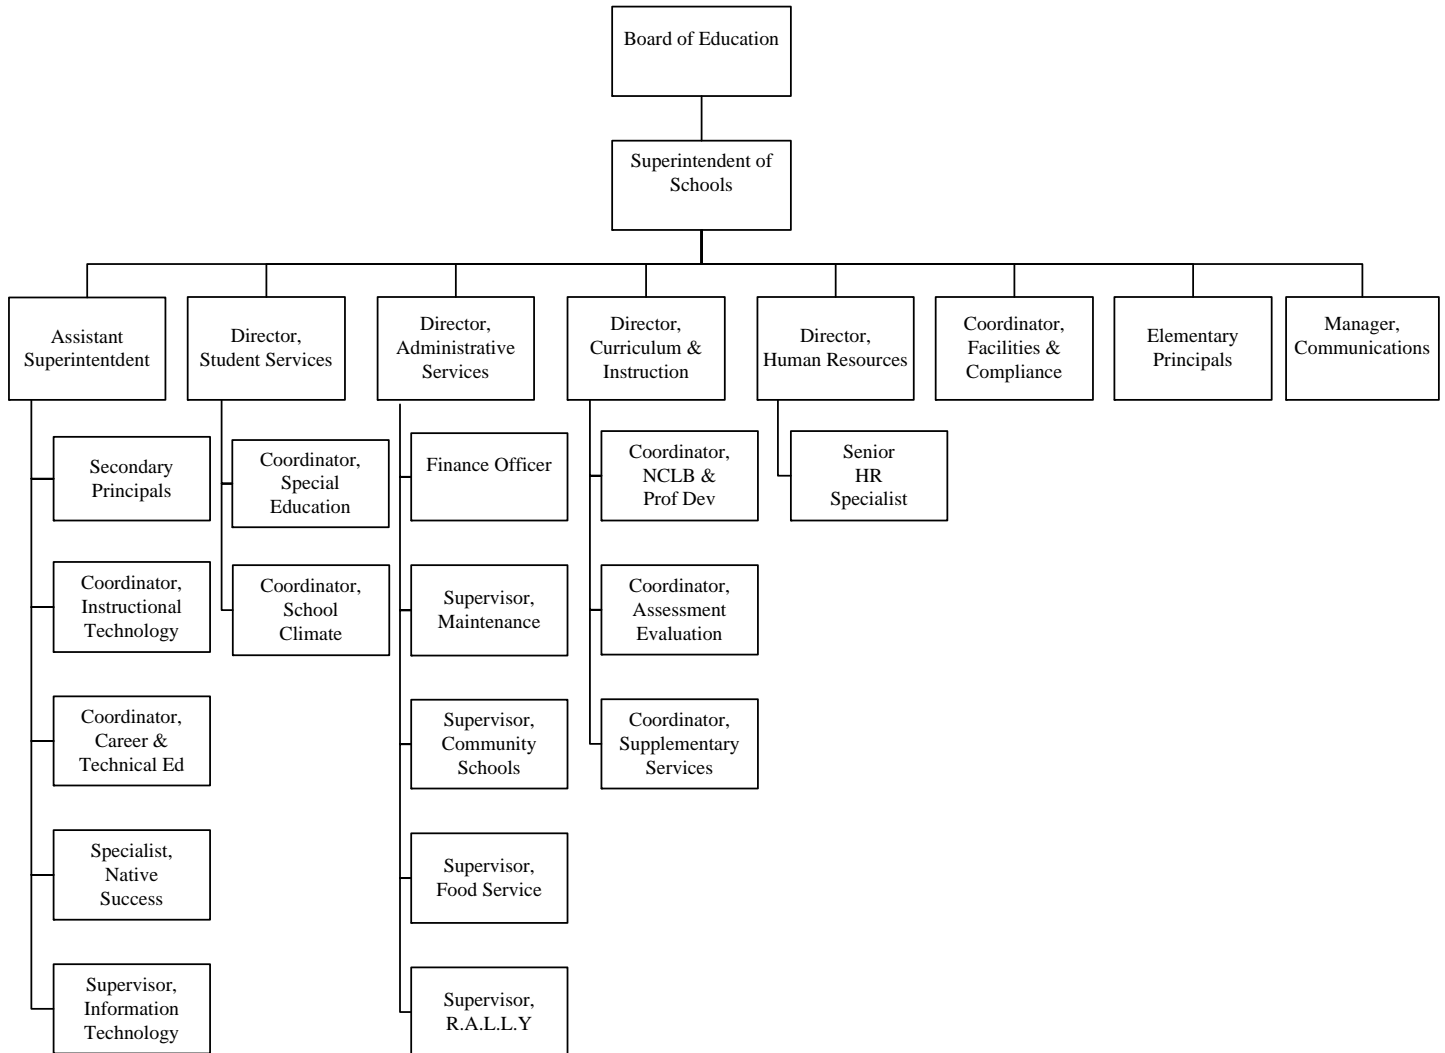 Board of Education
Superintendent of
Schools
Assistant
Superintentdent
Director,
Student Services
Director,
Administrative
Services
Director,
Curriculum &
Instruction
Director,
Human Resources
Coordinator,
Facilities &
Compliance
Elementary
Principals
Manager,
Communications
Secondary
Principals
Coordinator,
Instructional
Technology
Coordinator,
Career &
Technical Ed
Specialist,
Native
Success
Supervisor,
Information
Technology
Coordinator,
Special
Education
Coordinator,
School
Climate
Finance Officer
Supervisor,
Maintenance
Supervisor,
Community
Schools
Supervisor,
Food Service
Supervisor,
R.A.L.L.Y
Coordinator,
NCLB &
Prof Dev
Coordinator,
Assessment
Evaluation
Coordinator,
Supplementary
Services
Senior
HR
Specialist